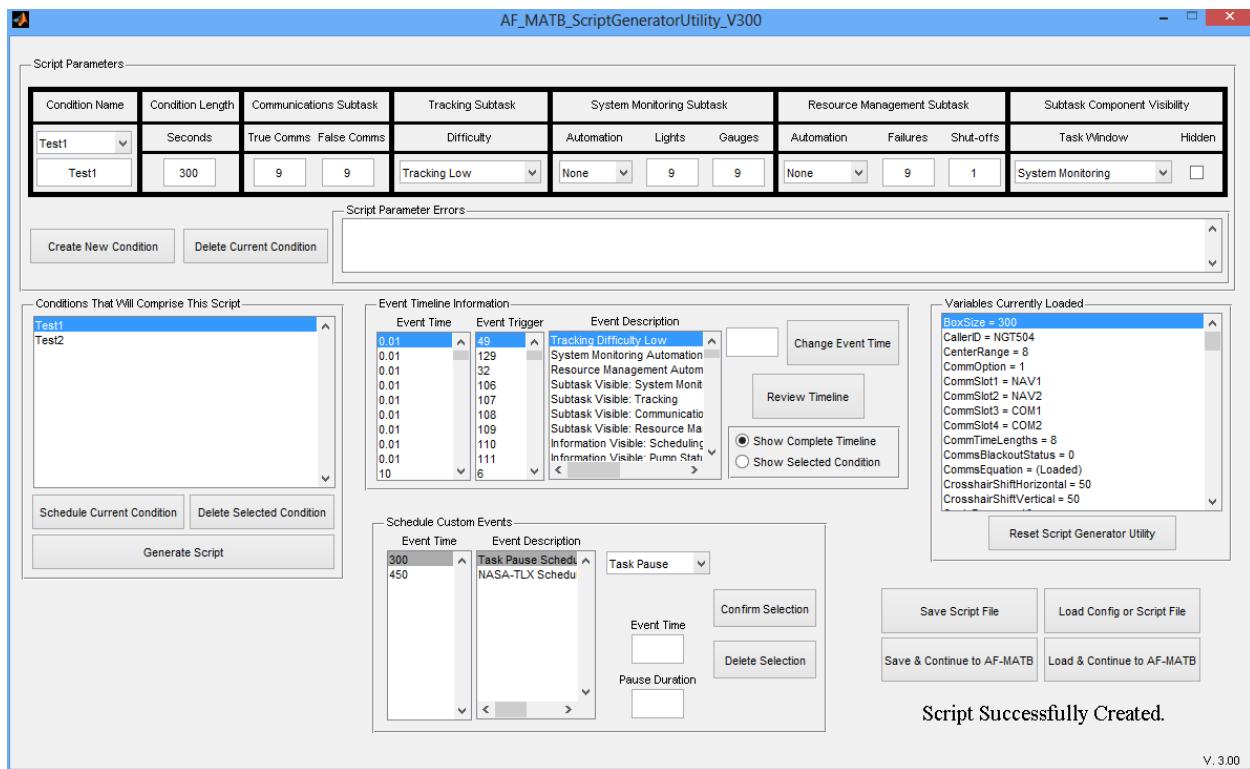 AF_MATB_ScriptGeneratorUtility_V300
Script Parameters
Condition Name Condition Length Communications Subtask Tracking Subtask System Monitoring Subtask Resource Management Subtask Subtask Component Visibility
Test1 Seconds True Comms False Comms Difficulty Automation Lights Gauges Automation Failures Shut-offs Task Window Hidden
Test1 300 9 9 Tracking Low None 9 9 None 9 1 System Monitoring
Script Parameter Errors
Create New Condition Delete Current Condition
Conditions That Will Comprise This Script
Test1
Test2
Schedule Current Condition Delete Selected Condition
Generate Script
Event Timeline Information
Event Time Event Trigger Event Description
0.01 49 Tracking Difficulty Low
0.01 129 System Monitoring Automation
0.01 32 Resource Management Autom
0.01 106 Subtask Visible: System Monit
0.01 107 Subtask Visible: Tracking
0.01 108 Subtask Visible: Communicatio
0.01 109 Subtask Visible: Resource Ma
0.01 110 Information Visible: Scheduling
0.01 111 Information Visible: Pump Stat
10 6
Change Event Time
Review Timeline
Show Complete Timeline
Show Selected Condition
Variables Currently Loaded
BoxSize = 300
CallerID = NGT504
CenterRange = 8
CommOption = 1
CommSlot1 = NAV1
CommSlot2 = NAV2
CommSlot3 = COM1
CommSlot4 = COM2
CommTimeLengths = 8
CommsBlackoutStatus = 0
CommsEquation = (Loaded)
CrosshairShiftHorizontal = 50
CrosshairShiftVertical = 50
Reset Script Generator Utility
Schedule Custom Events
Event Time Event Description
300 Task Pause Schedu
450 NASA-TLX Schedul
Task Pause
Confirm Selection
Event Time
Delete Selection
Pause Duration
Save Script File Load Config or Script File
Save & Continue to AF-MATB Load & Continue to AF-MATB
Script Successfully Created.
V. 3.00